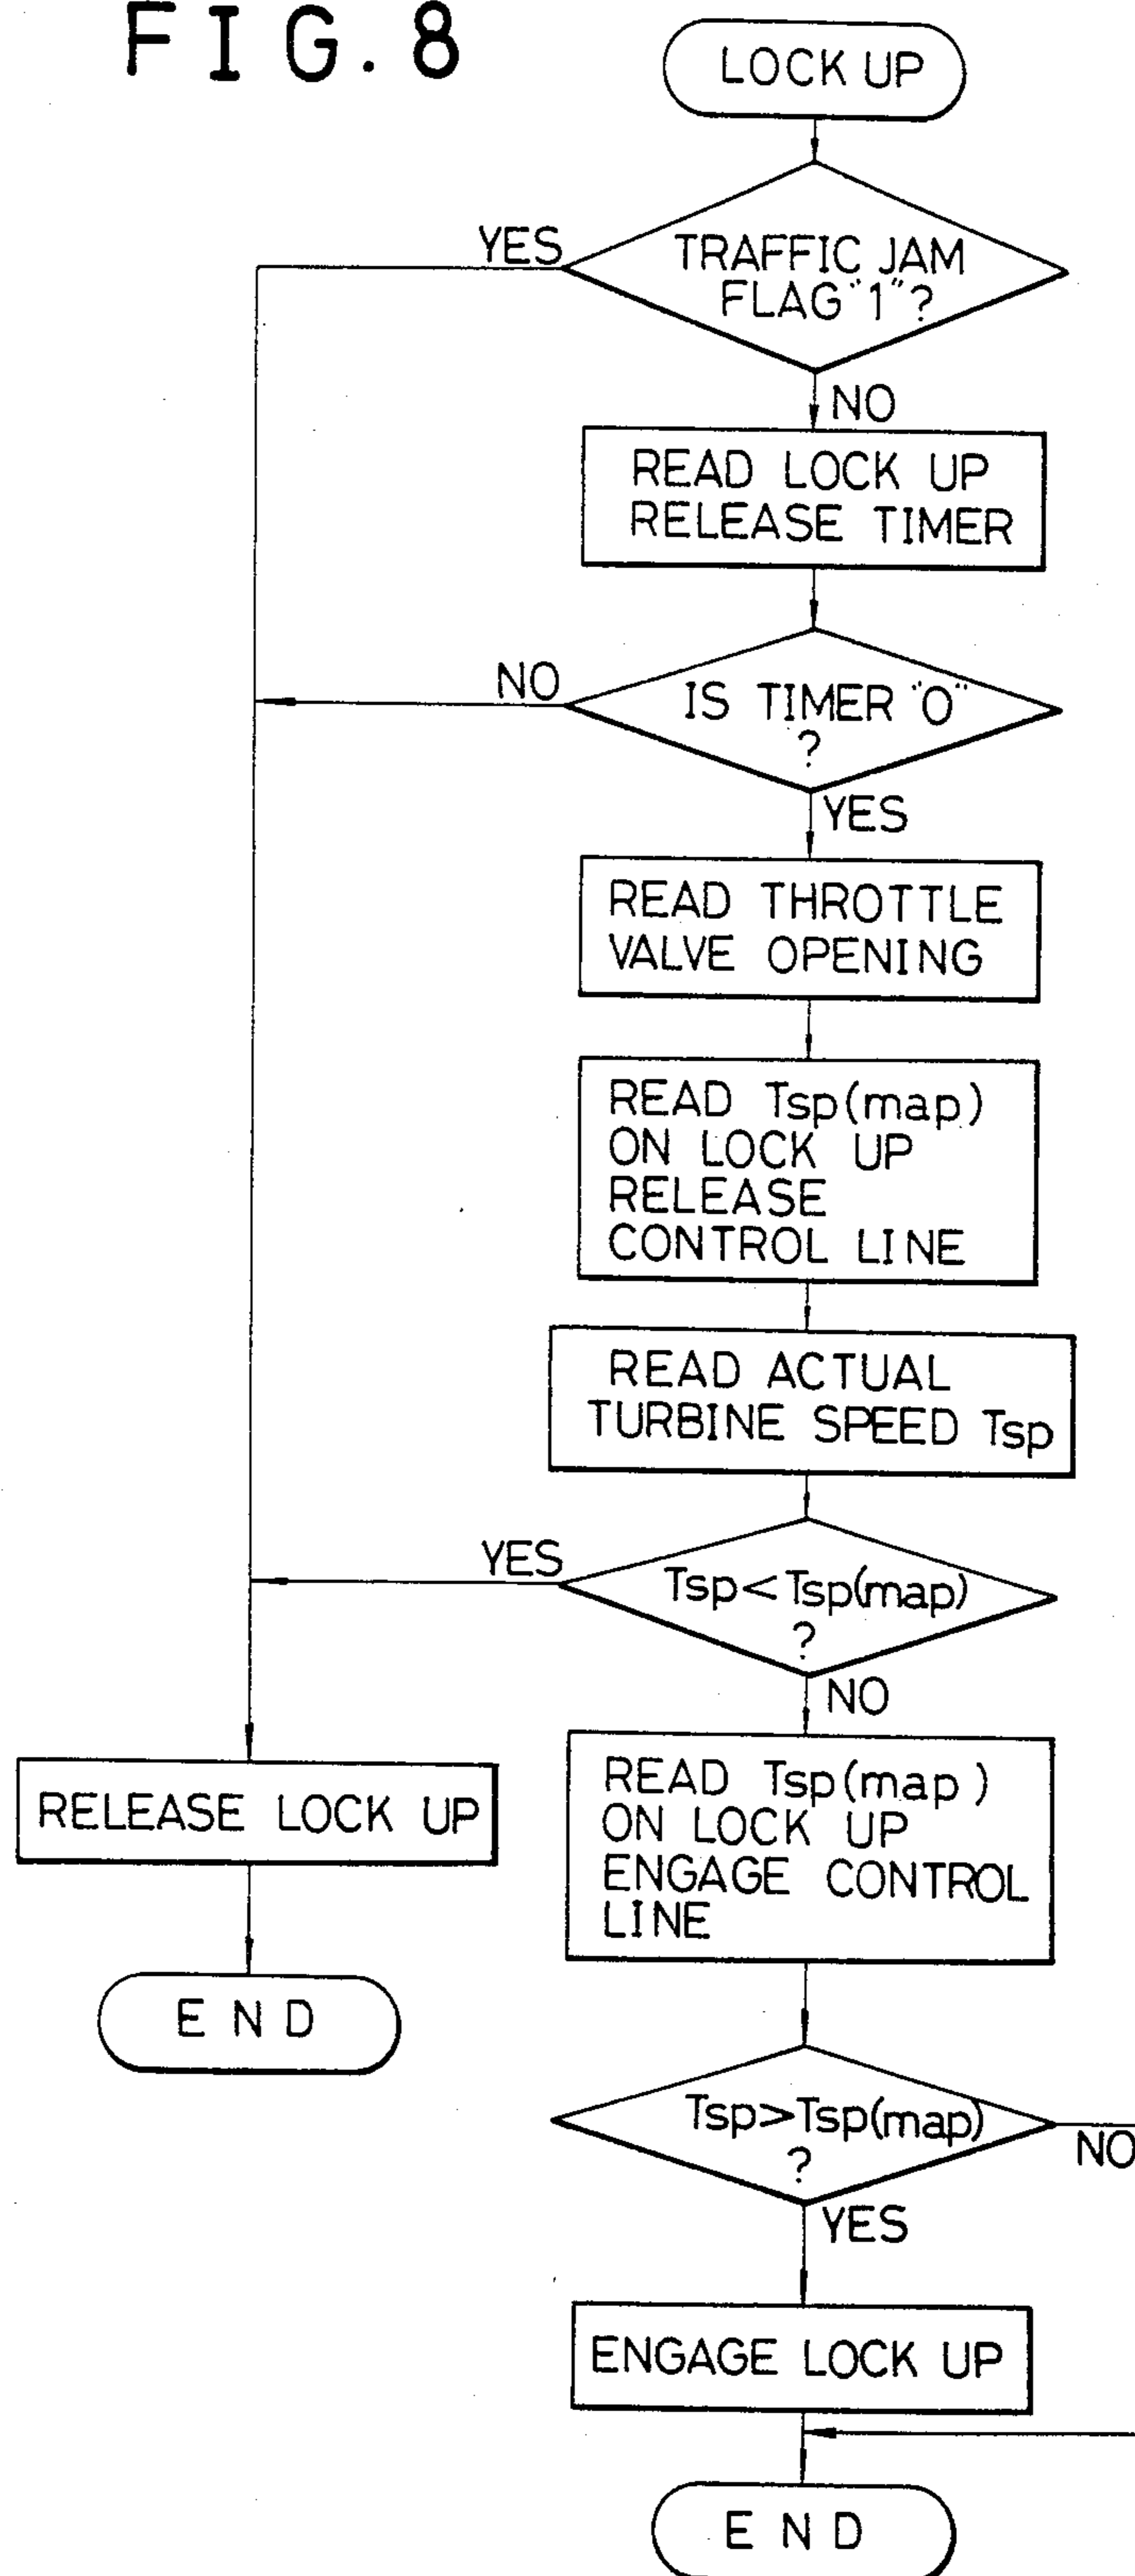 FIG. 8
LOCK UP
YES
TRAFFIC JAM
FLAG "1"?
NO
READ LOCK UP
RELEASE TIMER
NO
IS TIMER "0"
?
YES
READ THROTTLE
VALVE OPENING
READ Tsp(map)
ON LOCK UP
RELEASE
CONTROL LINE
READ ACTUAL
TURBINE SPEED Tsp
YES
Tsp<Tsp(map)
?
NO
RELEASE LOCK UP
READ Tsp(map)
ON LOCK UP
ENGAGE CONTROL
LINE
END
Tsp>Tsp(map)
?
NO
YES
ENGAGE LOCK UP
END